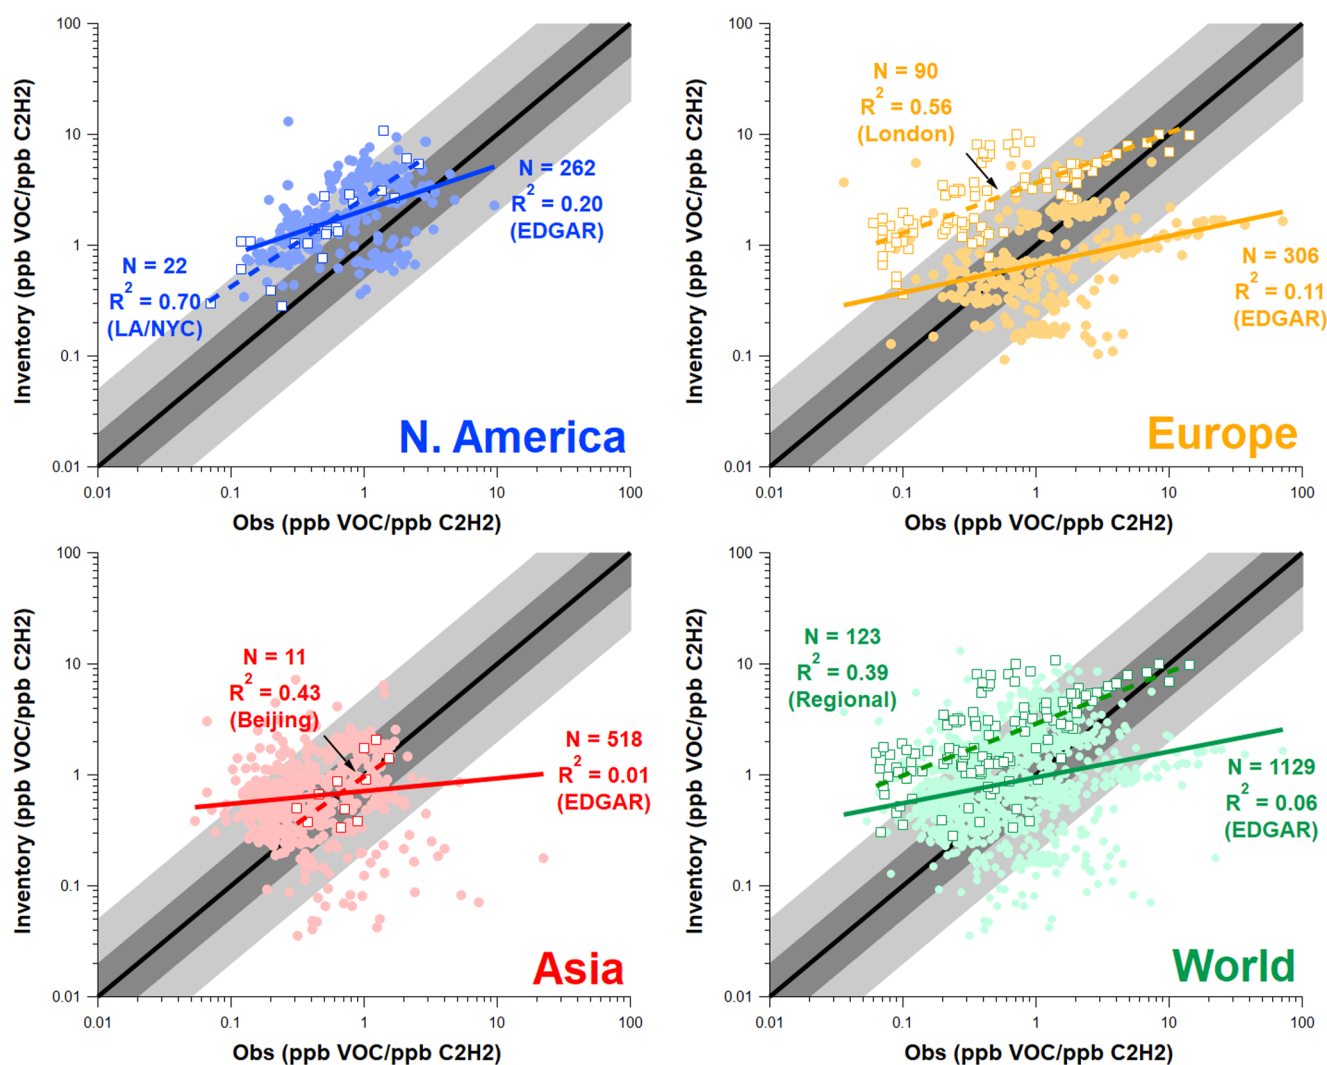 100
10
1
0.1
0.01
Inventory (ppb VOC/ppb C2H2)
N = 262
R2 = 0.20
(EDGAR)
N = 22
R2 = 0.70
(LA/NYC)
N. America
0.01 0.1 1 10 100
Obs (ppb VOC/ppb C2H2)
100
10
1
0.1
0.01
Inventory (ppb VOC/ppb C2H2)
N = 90
R2 = 0.56
(London)
N = 306
R2 = 0.11
(EDGAR)
Europe
0.01 0.1 1 10 100
Obs (ppb VOC/ppb C2H2)
100
10
1
0.1
0.01
Inventory (ppb VOC/ppb C2H2)
N = 11
R2 = 0.43
(Beijing)
N = 518
R2 = 0.01
(EDGAR)
Asia
0.01 0.1 1 10 100
Obs (ppb VOC/ppb C2H2)
100
10
1
0.1
0.01
Inventory (ppb VOC/ppb C2H2)
N = 123
R2 = 0.39
(Regional)
N = 1129
R2 = 0.06
(EDGAR)
World
0.01 0.1 1 10 100
Obs (ppb VOC/ppb C2H2)